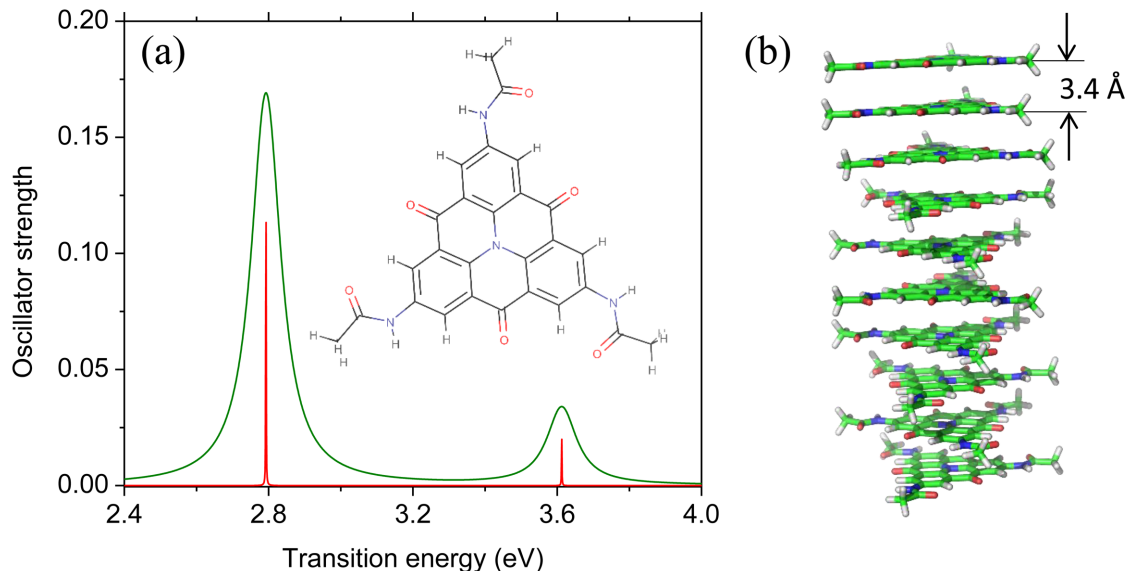 (a)
(b)
Oscillator strength
0.20
0.15
0.10
0.05
0.00
2.4 2.8 3.2 3.6 4.0
Transition energy (eV)
H
H
H
O
H N
H H
O O
N
H H
O
H N
H
H H
H
H
O
H
N
H
O
H
H
H
3.4 Å